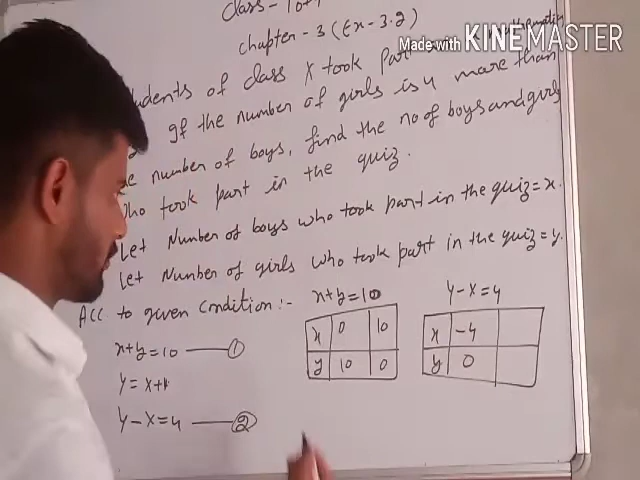 Class - 10th
Chapter - 3 (Ex - 3.2)
Made with KINEMASTER
students of class X took Part
gf the number of girls is 4 more than
number of boys, find the no of boys and girls
who took part in the quiz.
Let Number of boys who took part in the quiz = x.
Let Number of girls who took part in the quiz = y.
ACC to given condition :-
x+y=10
y-x=4
x 0 10
y 10 0
x -4
y 0
x+y=10 —— ①
y = x+4
y-x=4 —— ②